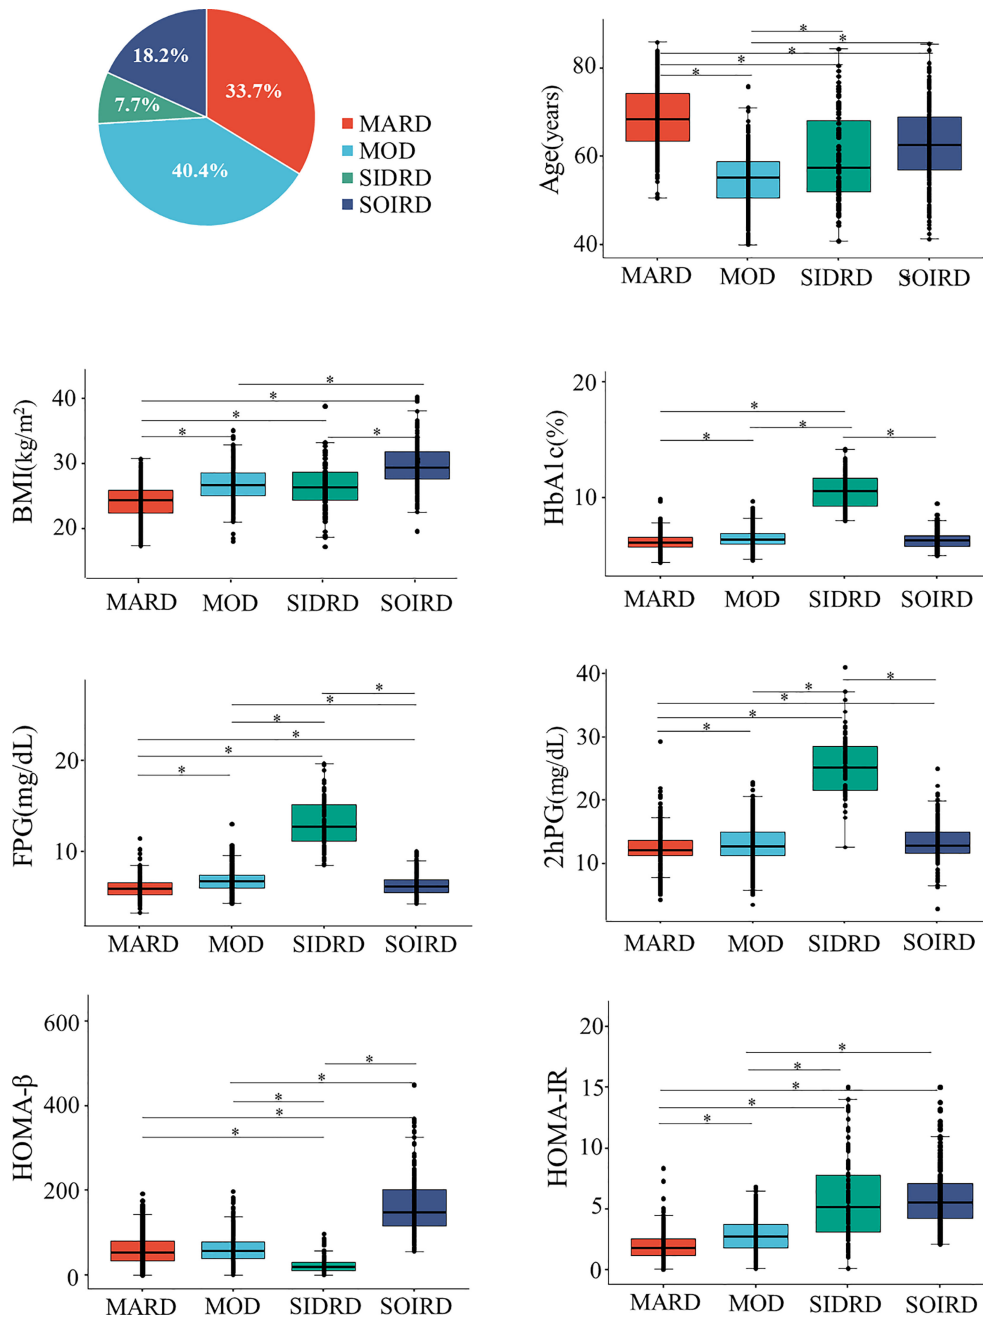 18.2%
33.7%
7.7%
40.4%
MARD
MOD
SIDRD
SOIRD
Age(years)
80
60
40
* * * * * *
MARD MOD SIDRD SOIRD
BMI(kg/m²)
40
30
20
* * * * *
MARD MOD SIDRD SOIRD
HbA1c(%)
20
10
* * * *
MARD MOD SIDRD SOIRD
FPG(mg/dL)
20
10
* * * * * *
MARD MOD SIDRD SOIRD
2hPG(mg/dL)
40
30
20
10
* * * * *
MARD MOD SIDRD SOIRD
HOMA-β
600
400
200
0
* * * * *
MARD MOD SIDRD SOIRD
HOMA-IR
20
15
10
5
0
* * * * *
MARD MOD SIDRD SOIRD